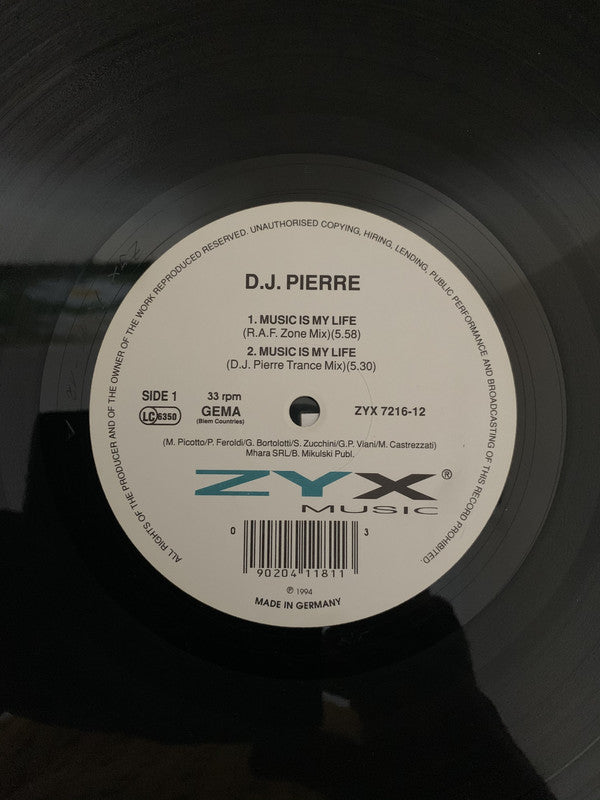 ALL RIGHTS OF THE PRODUCER AND OF THE OWNER OF THE WORK REPRODUCED RESERVED. UNAUTHORISED COPYING, HIRING, LENDING, PUBLIC PERFORMANCE AND BROADCASTING OF THIS RECORD PROHIBITED.
D.J. PIERRE
1. MUSIC IS MY LIFE
(R.A.F. Zone Mix)(5.58)
2. MUSIC IS MY LIFE
(D.J. Pierre Trance Mix)(5.30)
SIDE 1 33 rpm
LC 6350 GEMA ZYX 7216-12
(Biem Countries)
(M. Picotto/P. Feroldi/G. Bortolotti/S. Zucchini/G.P. Viani/M. Castrezzati)
Mhara SRL/B. Mikulski Publ.
ZYX®
MUSIC
0 90204 11811 3
℗ 1994
MADE IN GERMANY